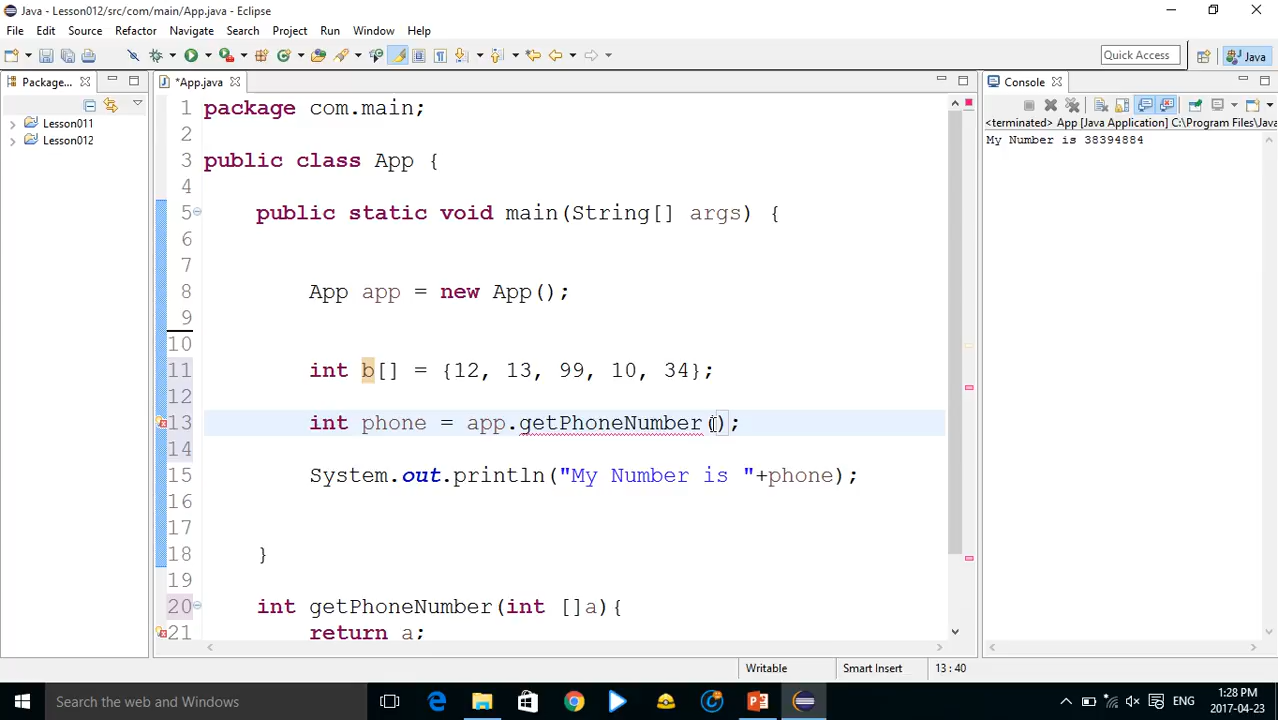 Java - Lesson012/src/com/main/App.java - Eclipse
File Edit Source Refactor Navigate Search Project Run Window Help
Quick Access
Java
Package...
*App.java
Console
Lesson011
Lesson012
<terminated> App [Java Application] C:\Program Files\Java
My Number is 38394884
1 package com.main;
2
3 public class App {
4
5 public static void main(String[] args) {
6
7
8 App app = new App();
9
10
11 int b[] = {12, 13, 99, 10, 34};
12
13 int phone = app.getPhoneNumber();
14
15 System.out.println("My Number is "+phone);
16
17
18 }
19
20 int getPhoneNumber(int []a){
21 return a;
Writable
Smart Insert
13 : 40
Search the web and Windows
ENG
1:28 PM
2017-04-23